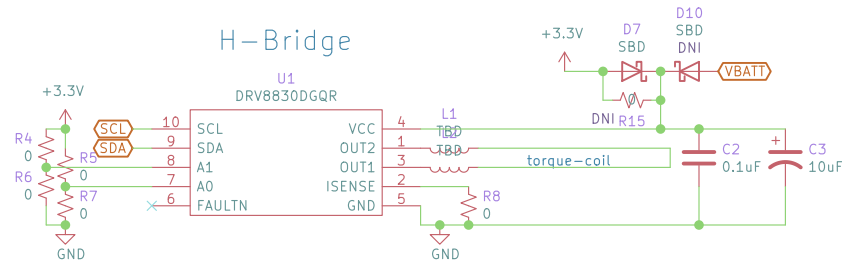 H-Bridge
+3.3V
D7
SBD
D10
SBD
DNI
VBATT
+3.3V
U1
DRV8830DGQR
DNI
0
R15
R4
0
R5
0
R6
0
R7
0
GND
SCL
SDA
10
SCL
9
SDA
8
A1
7
A0
6
FAULTN
VCC
4
OUT2
1
OUT1
3
ISENSE
2
GND
5
L1
TBD
L2
TBD
torque-coil
R8
0
GND
C2
0.1uF
+
C3
10uF